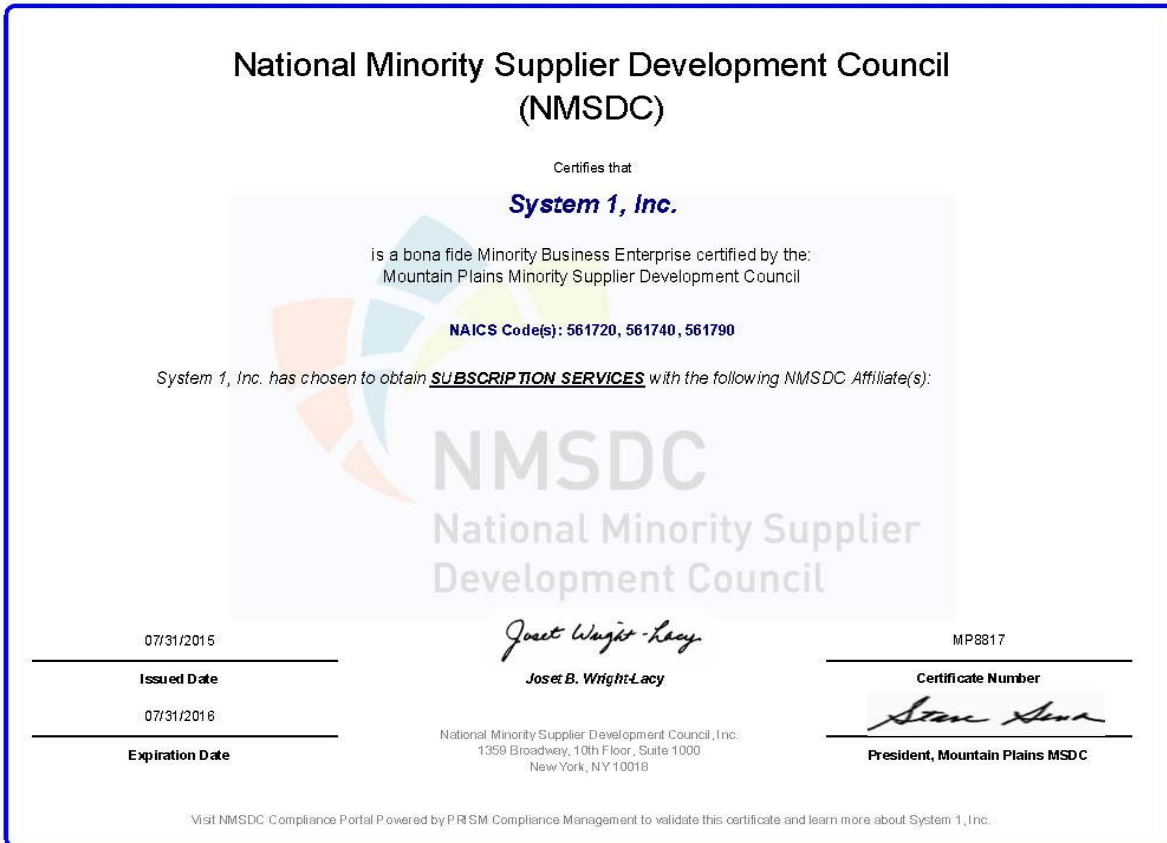 National Minority Supplier Development Council
(NMSDC)
Certifies that
System 1, Inc.
is a bona fide Minority Business Enterprise certified by the:
Mountain Plains Minority Supplier Development Council
NAICS Code(s): 561720, 561740, 561790
System 1, Inc. has chosen to obtain SUBSCRIPTION SERVICES with the following NMSDC Affiliate(s):
NMSDC
National Minority Supplier
Development Council
07/31/2015
Issued Date
07/31/2016
Expiration Date
Joset Wright-Lacy
Joset B. Wright-Lacy
National Minority Supplier Development Council, Inc.
1359 Broadway, 10th Floor, Suite 1000
New York, NY 10018
MP8817
Certificate Number
President, Mountain Plains MSDC
Visit NMSDC Compliance Portal Powered by PRISM Compliance Management to validate this certificate and learn more about System 1, Inc.